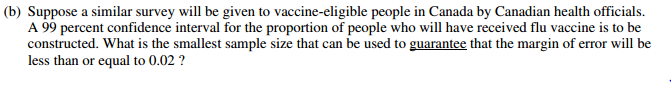 (b) Suppose a similar survey will be given to vaccine-eligible people in Canada by Canadian health officials.
A 99 percent confidence interval for the proportion of people who will have received flu vaccine is to be
constructed. What is the smallest sample size that can be used to guarantee that the margin of error will be
less than or equal to 0.02 ?